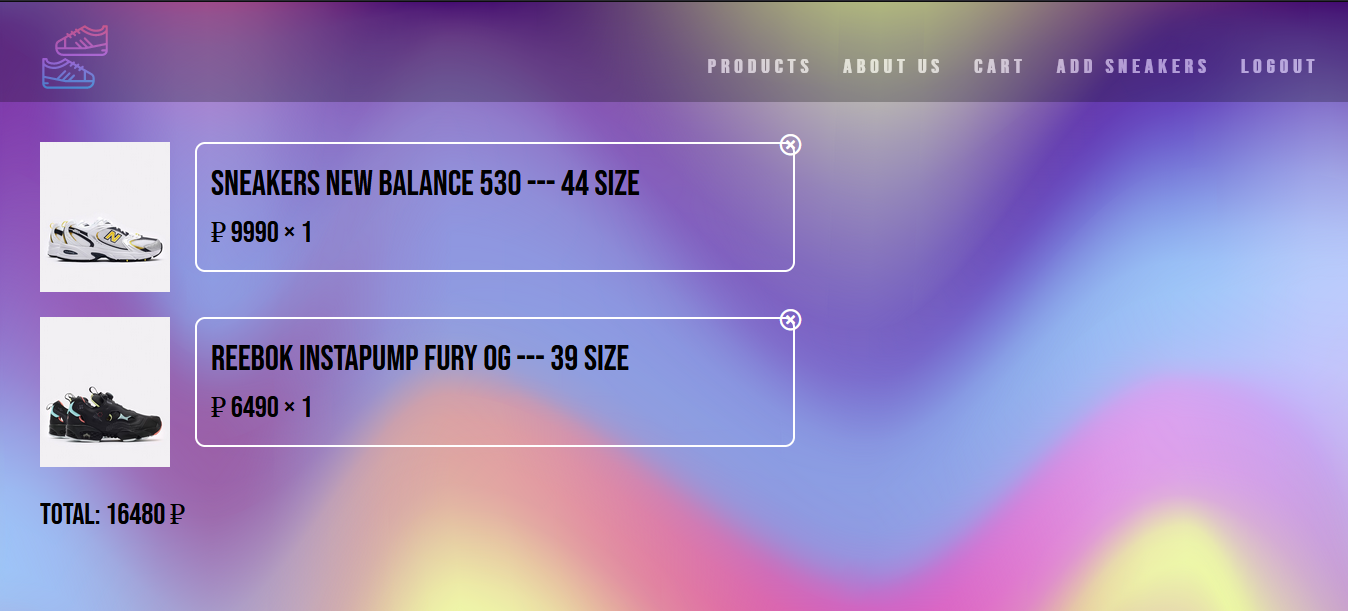 PRODUCTS ABOUT US CART ADD SNEAKERS LOGOUT
SNEAKERS NEW BALANCE 530 --- 44 SIZE
₽ 9990 × 1
REEBOK INSTAPUMP FURY OG --- 39 SIZE
₽ 6490 × 1
TOTAL: 16480 ₽